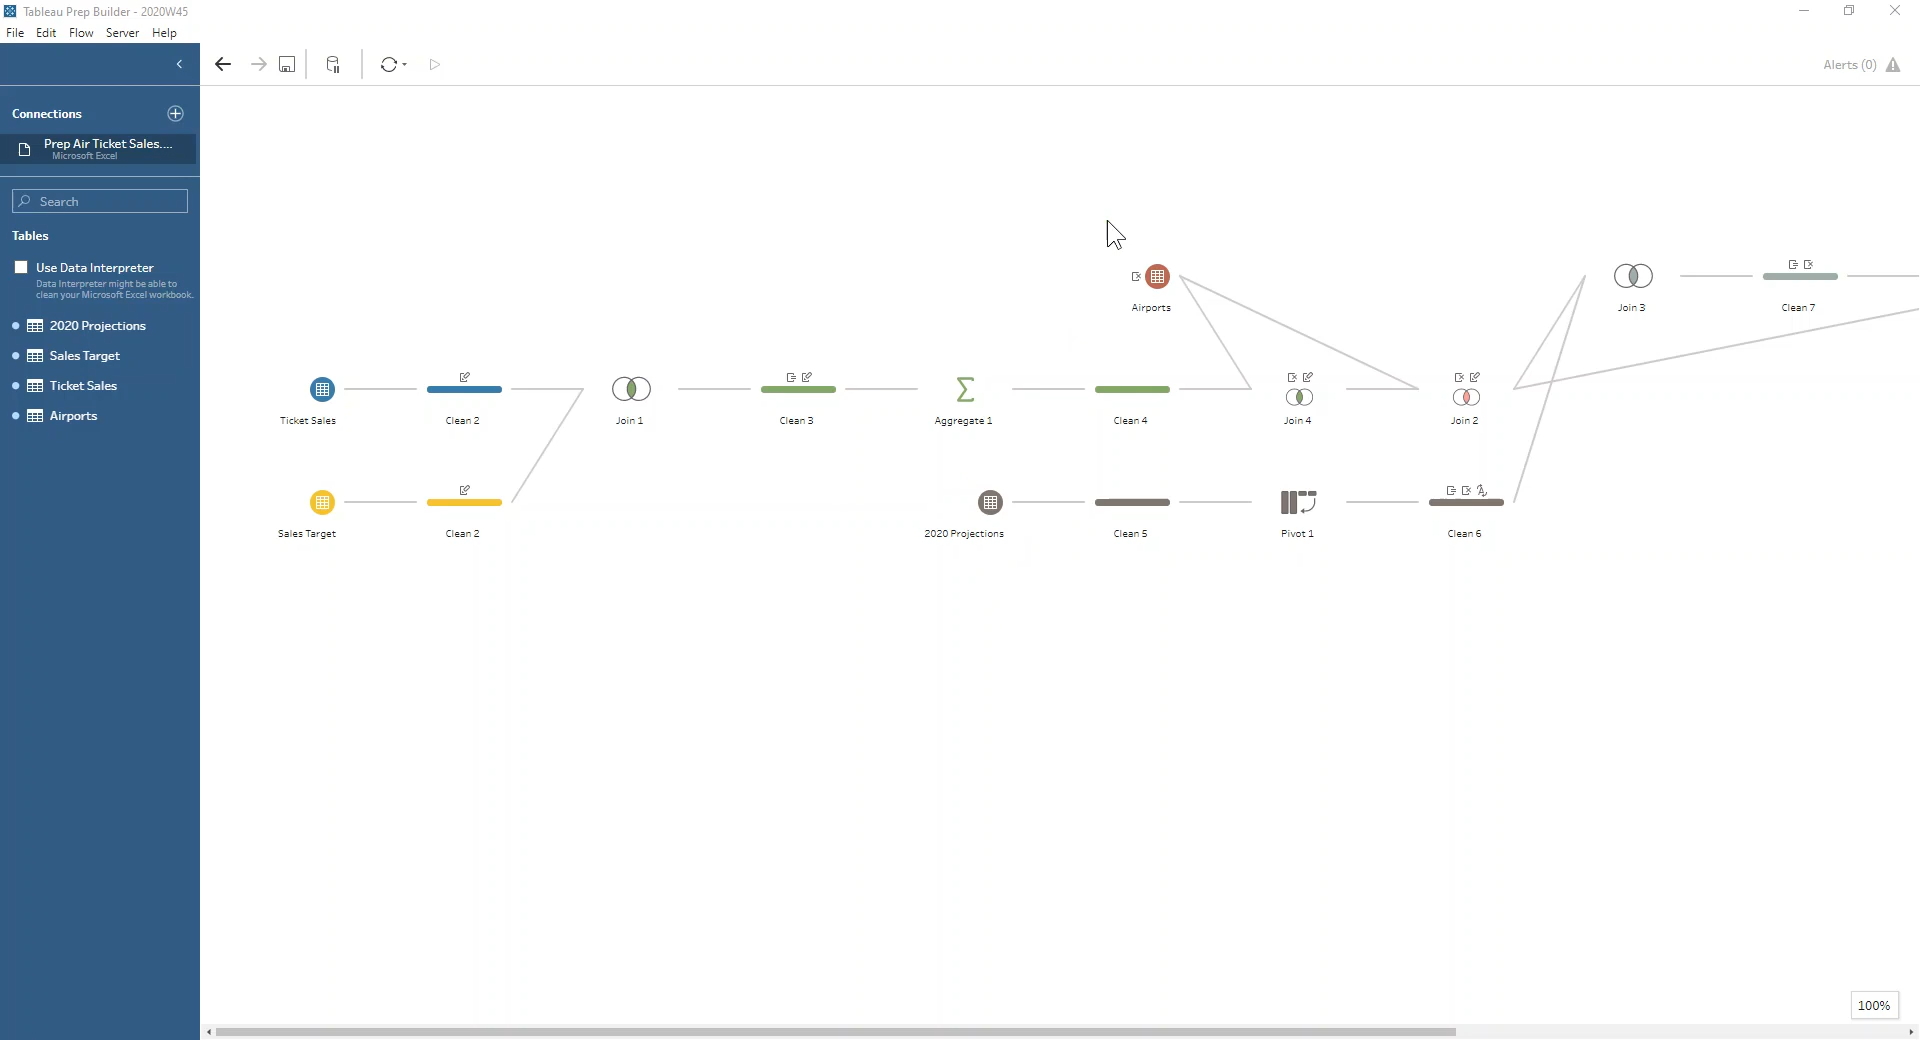 Tableau Prep Builder - 2020W45
File Edit Flow Server Help
Alerts (0)
Connections
Prep Air Ticket Sales....
Microsoft Excel
Search
Tables
Use Data Interpreter
Data Interpreter might be able to
clean your Microsoft Excel workbook.
2020 Projections
Sales Target
Ticket Sales
Airports
Airports
Join 3
Clean 7
Ticket Sales
Clean 2
Join 1
Clean 3
Aggregate 1
Clean 4
Join 4
Join 2
Sales Target
Clean 2
2020 Projections
Clean 5
Pivot 1
Clean 6
100%